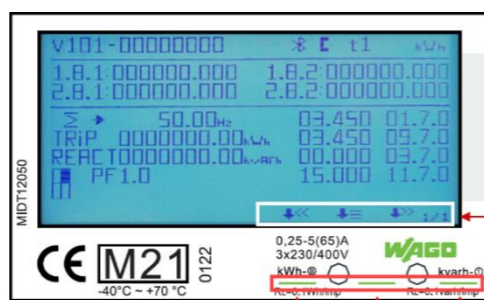 V101-00000000 t1 kWh
1.8.1:000000.000 1.8.2:000000.000
2.8.1:000000.000 2.8.2:000000.000
Σ 50.00Hz 03.450 01.7.0
TRiP 0000000.00kWh 03.450 09.7.0
REACT0000000.00kvarh 00.000 03.7.0
PF1.0 15.000 11.7.0
1/1
MIDT12050
CE M21 0122
-40°C ~ +70 °C
0,25-5(65)A
3x230/400V
WAGO
kWh- kvarh-